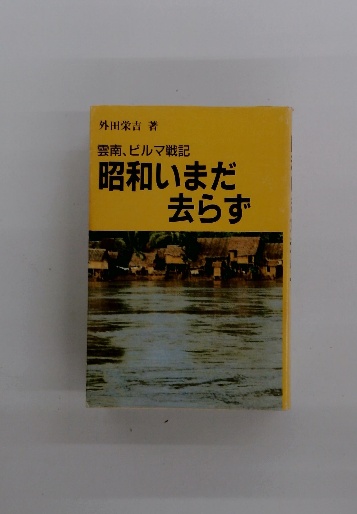 外田栄吉 著
雲南、ビルマ戦記
昭和いまだ
去らず